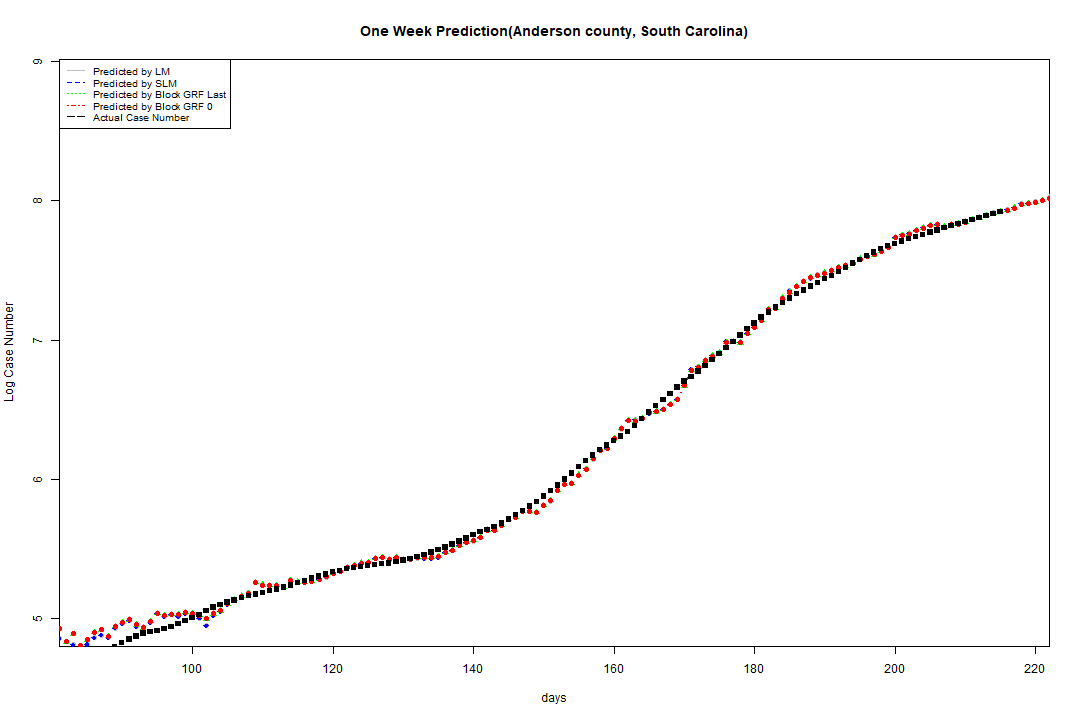 One Week Prediction(Anderson county, South Carolina)
Predicted by LM
Predicted by SLM
Predicted by Block GRF Last
Predicted by Block GRF 0
Actual Case Number
Log Case Number
9
8
7
6
5
100 120 140 160 180 200 220
days